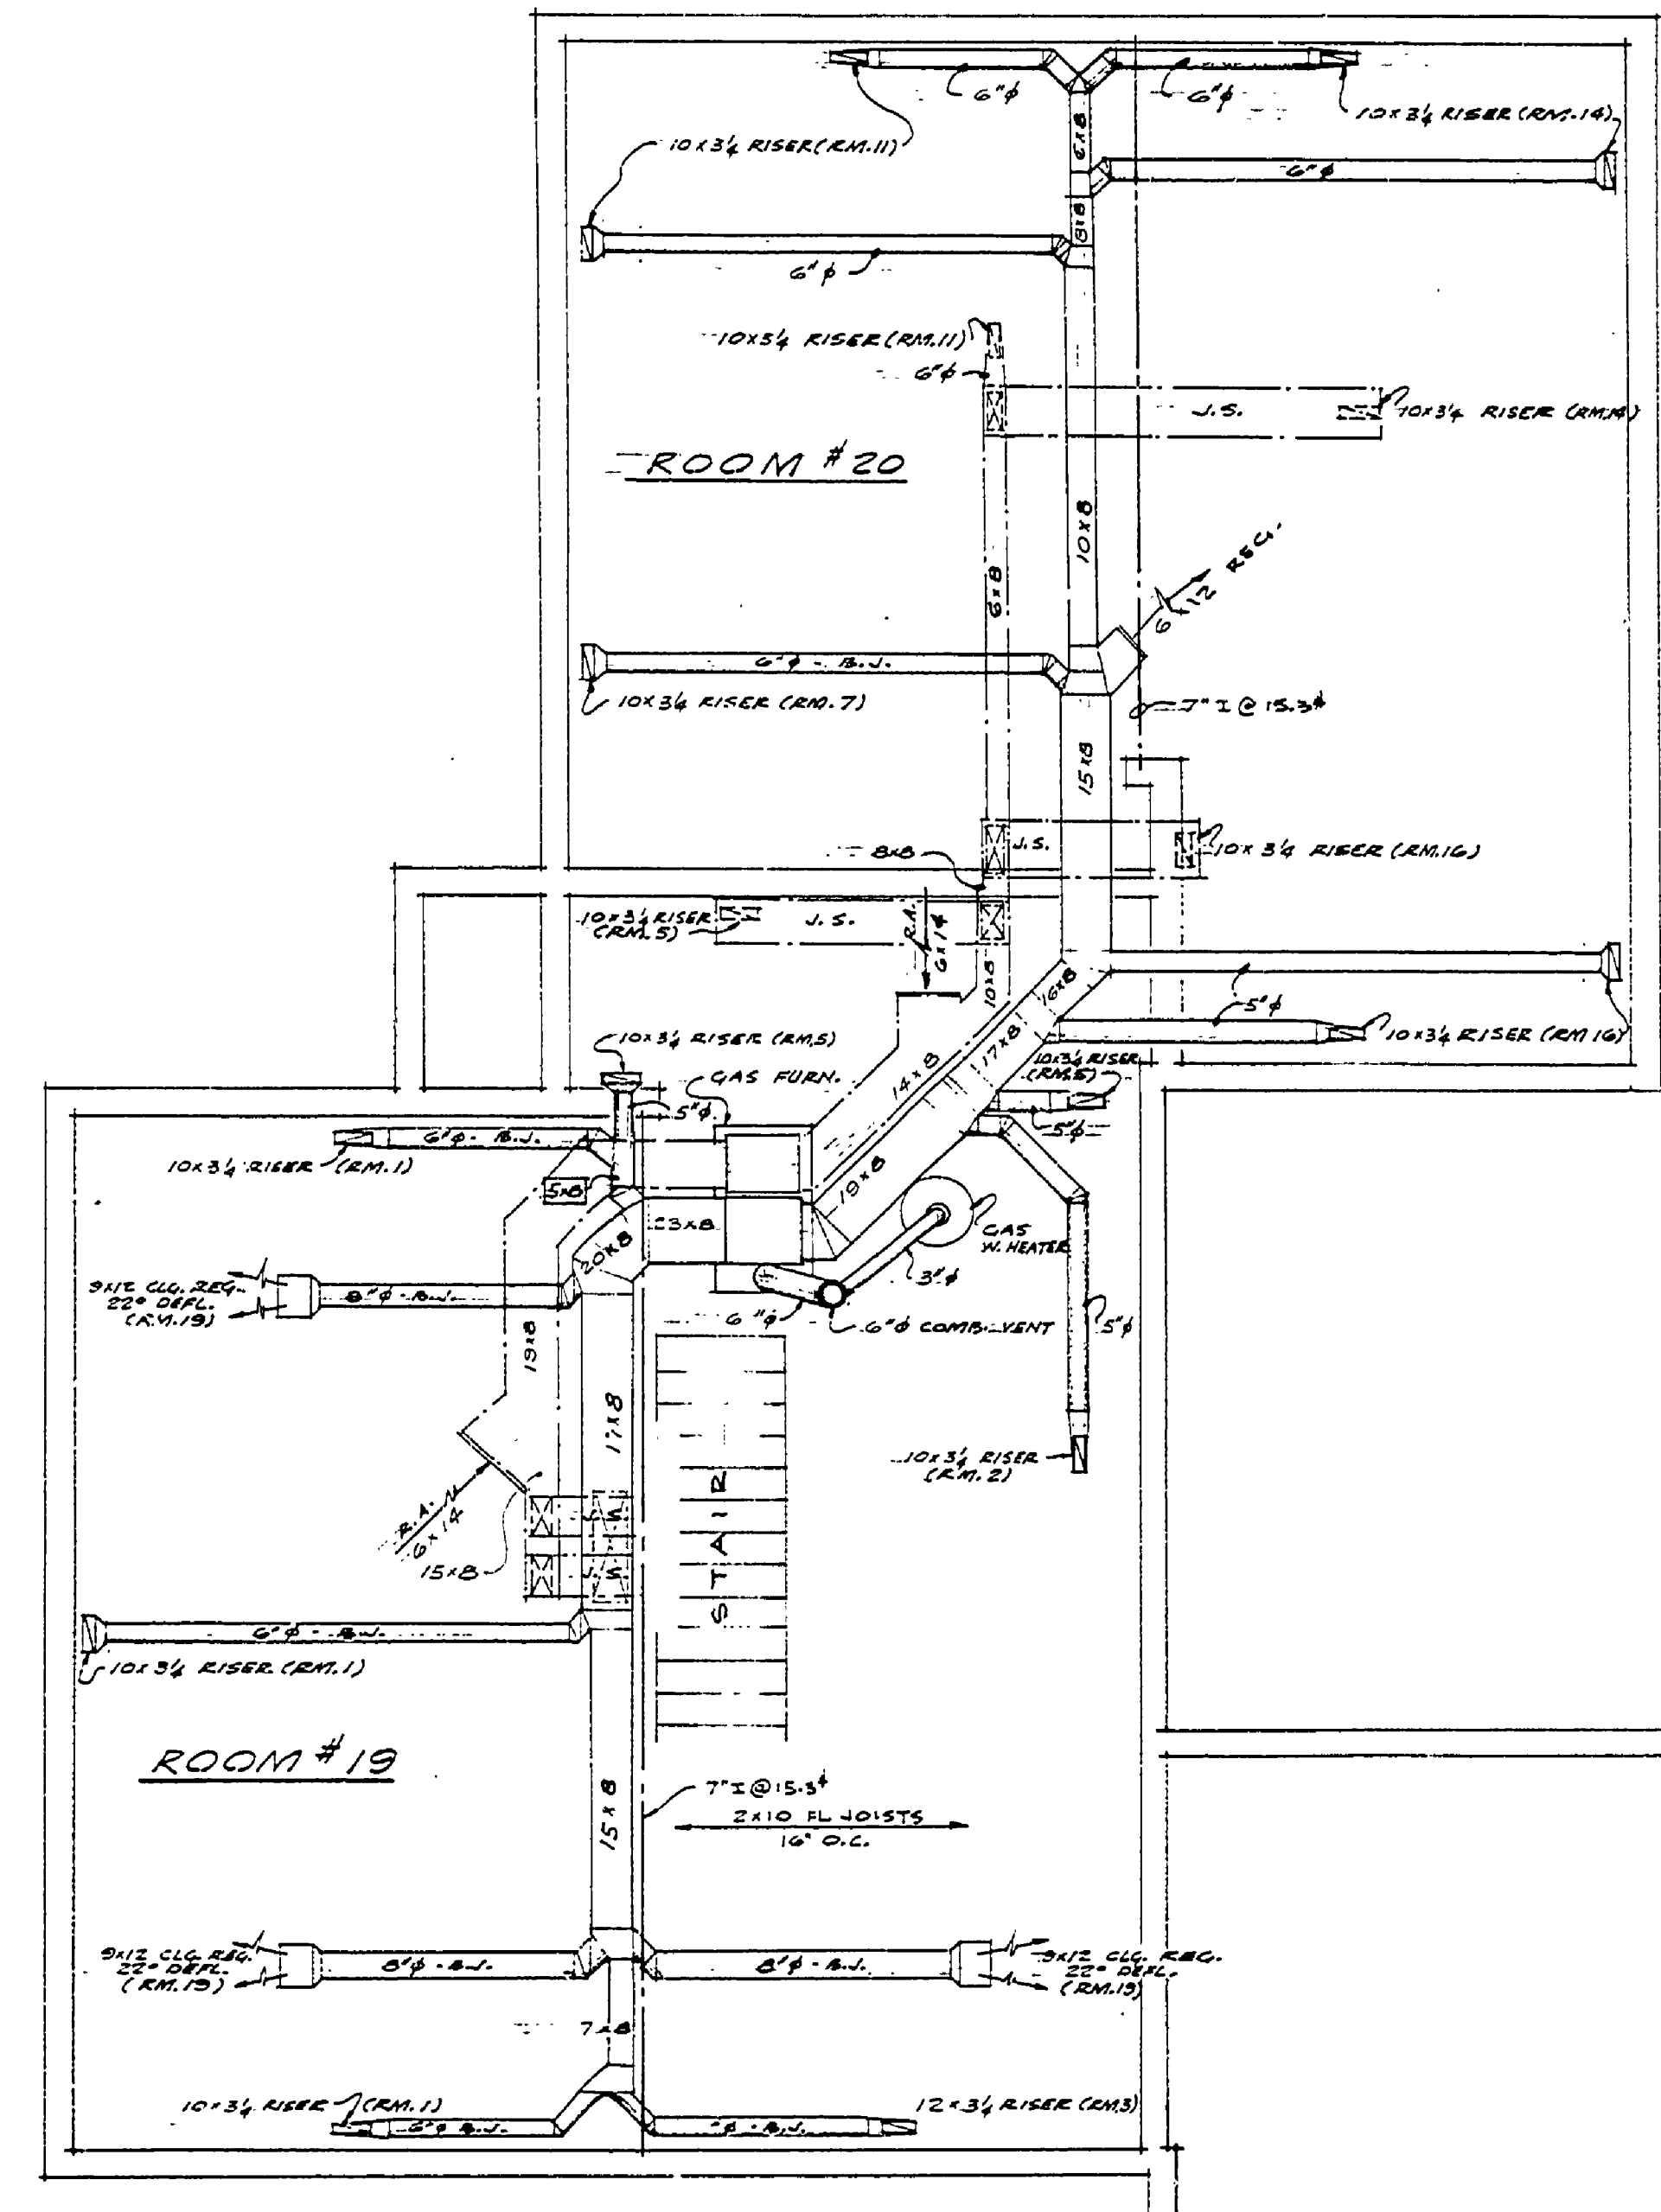 6"φ
6"φ
10x3¼ RISER (RM.14)
10x3¼ RISER (RM.11)
6x8
6"φ
8x8
6"φ
10x3¼ RISER (RM.11)
6"φ
J.S.
10x3¼ RISER (RM.14)
ROOM #20
10x8
6x8
6x12 REG.
6"φ - B.J.
10x3¼ RISER (RM.7)
7" I @ 15.3#
15x8
8x8
J.S.
10x3¼ RISER (RM.16)
10x3¼ RISER
(RM.5)
J.S.
R.A.
6x14
10x8
16x8
5"φ
17x8
10x3¼ RISER (RM.16)
10x3¼ RISER (RM.5)
10x3¼ RISER
(RM.5)
GAS FURN.
14x8
5"φ
5"φ
6"φ - B.J.
10x3¼ RISER (RM.1)
5x8
19x8
23x8
20x8
GAS
W. HEATER
3"φ
9x12 CLG. REG.
22° DEFL.
(RM.19)
8"φ - B.J.
6"φ
6"φ COMB. VENT
5"φ
19x8
17x8
10x3¼ RISER
(RM.2)
STAIR
R.A.
6x14
15x8
J.S.
J.S.
6"φ - B.J.
10x3¼ RISER (RM.1)
ROOM #19
15x8
7" I @ 15.3#
2x10 FL JOISTS
16" O.C.
9x12 CLG. REG.
22° DEFL.
(RM.19)
8"φ - B.J.
8"φ - B.J.
9x12 CLG. REG.
22° DEFL.
(RM.19)
7x8
10x3¼ RISER (RM.1)
12x3¼ RISER (RM.3)
6"φ B.J.
"φ - B.J.